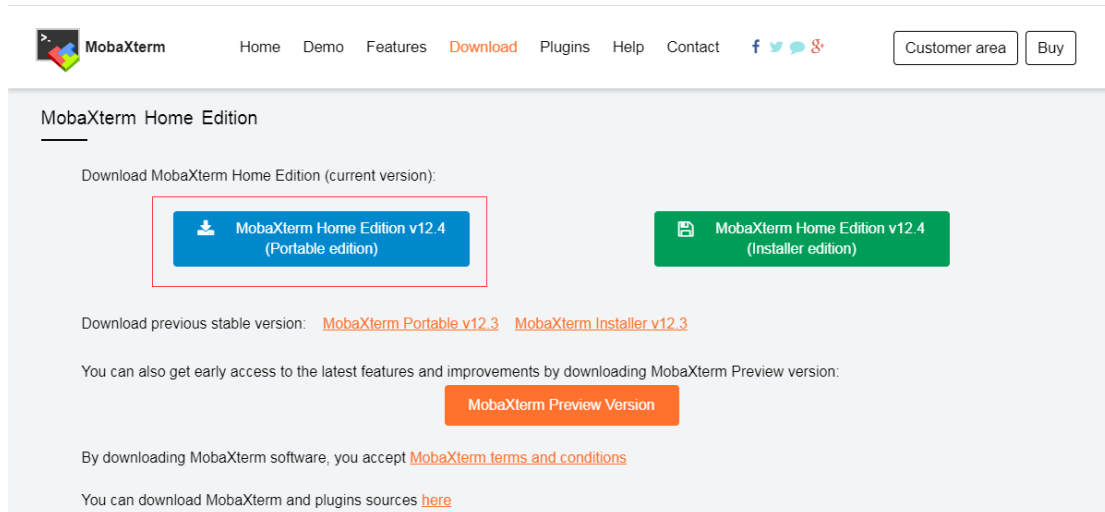 MobaXterm Home Demo Features Download Plugins Help Contact Customer area Buy
MobaXterm Home Edition
Download MobaXterm Home Edition (current version):
MobaXterm Home Edition v12.4
(Portable edition)
MobaXterm Home Edition v12.4
(Installer edition)
Download previous stable version: MobaXterm Portable v12.3 MobaXterm Installer v12.3
You can also get early access to the latest features and improvements by downloading MobaXterm Preview version:
MobaXterm Preview Version
By downloading MobaXterm software, you accept MobaXterm terms and conditions
You can download MobaXterm and plugins sources here